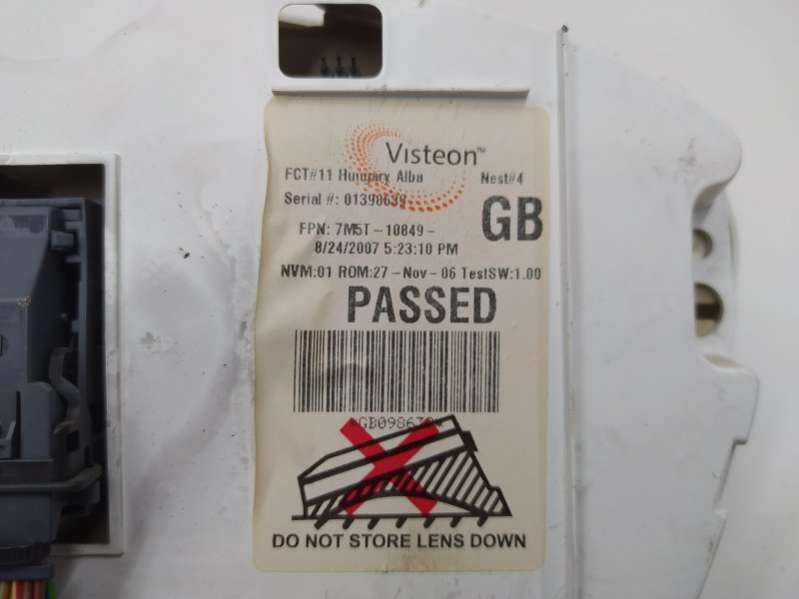 Visteon™
FCT#11 Hungary Alba Nest#4
Serial #: 01398639
GB
FPN: 7M5T-10849-
8/24/2007 5:23:10 PM
NVM:01 ROM:27-Nov-06 TestSW:1.00
PASSED
DO NOT STORE LENS DOWN